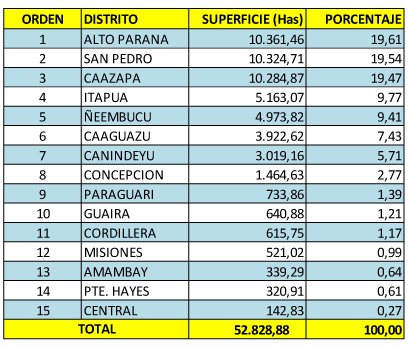 ORDEN DISTRITO SUPERFICIE (Has) PORCENTAJE
1 ALTO PARANA 10.361,46 19,61
2 SAN PEDRO 10.324,71 19,54
3 CAAZAPA 10.284,87 19,47
4 ITAPUA 5.163,07 9,77
5 ÑEEMBUCU 4.973,82 9,41
6 CAAGUAZU 3.922,62 7,43
7 CANINDEYU 3.019,16 5,71
8 CONCEPCION 1.464,63 2,77
9 PARAGUARI 733,86 1,39
10 GUAIRA 640,88 1,21
11 CORDILLERA 615,75 1,17
12 MISIONES 521,02 0,99
13 AMAMBAY 339,29 0,64
14 PTE. HAYES 320,91 0,61
15 CENTRAL 142,83 0,27
TOTAL 52.828,88 100,00